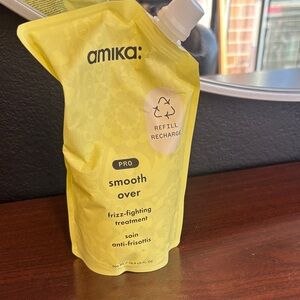 amika:
REFILL
RECHARGE
PRO
smooth
over
frizz-fighting
treatment
soin
anti-frisottis